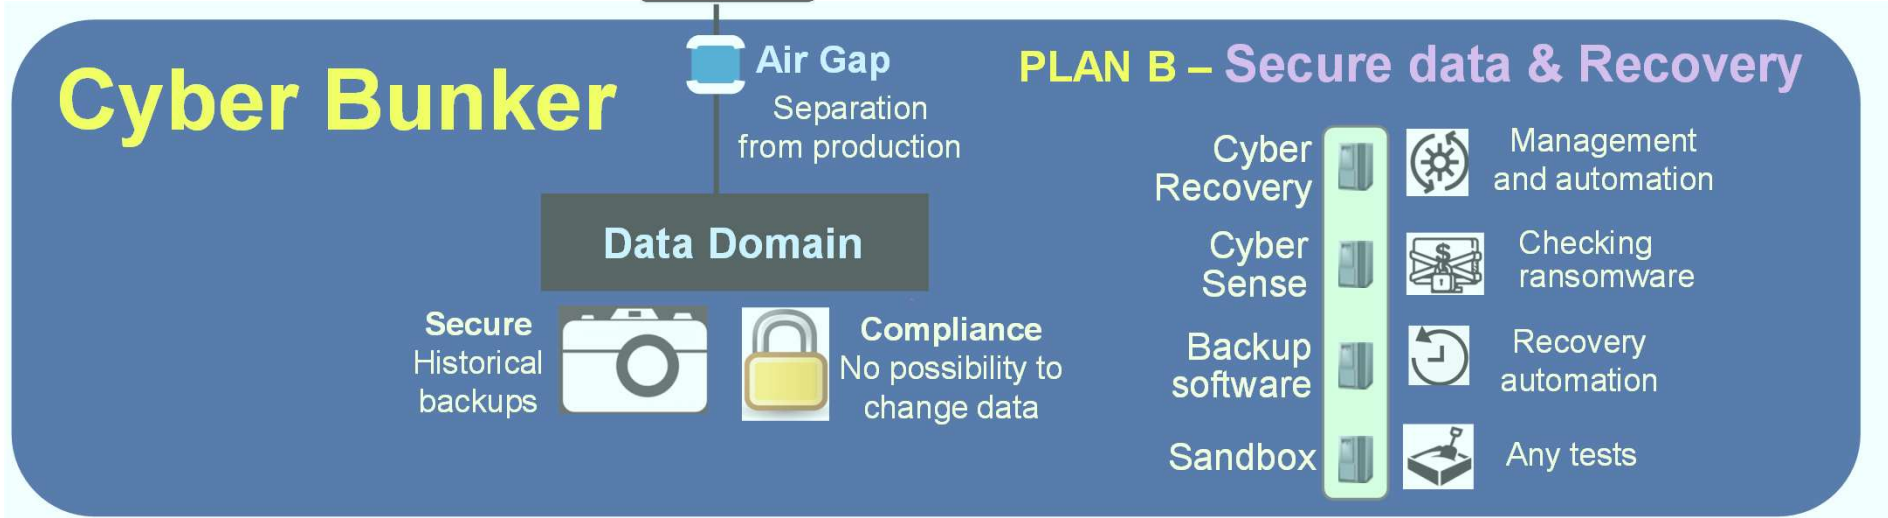 Cyber Bunker
Air Gap
Separation
from production
Data Domain
Secure
Historical
backups
Compliance
No possibility to
change data
PLAN B – Secure data & Recovery
Cyber
Recovery
Management
and automation
Cyber
Sense
$
Checking
ransomware
Backup
software
Recovery
automation
Sandbox
Any tests